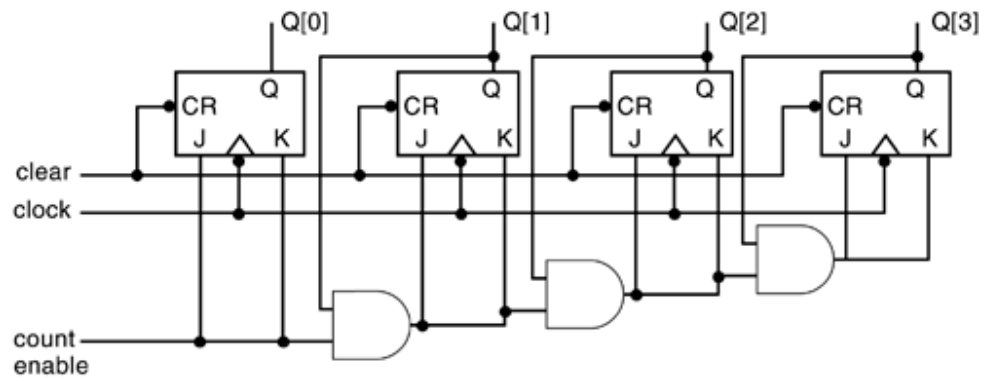 Q[0] Q[1] Q[2] Q[3]
Q Q Q Q
CR CR CR CR
J K J K J K J K
clear
clock
count
enable